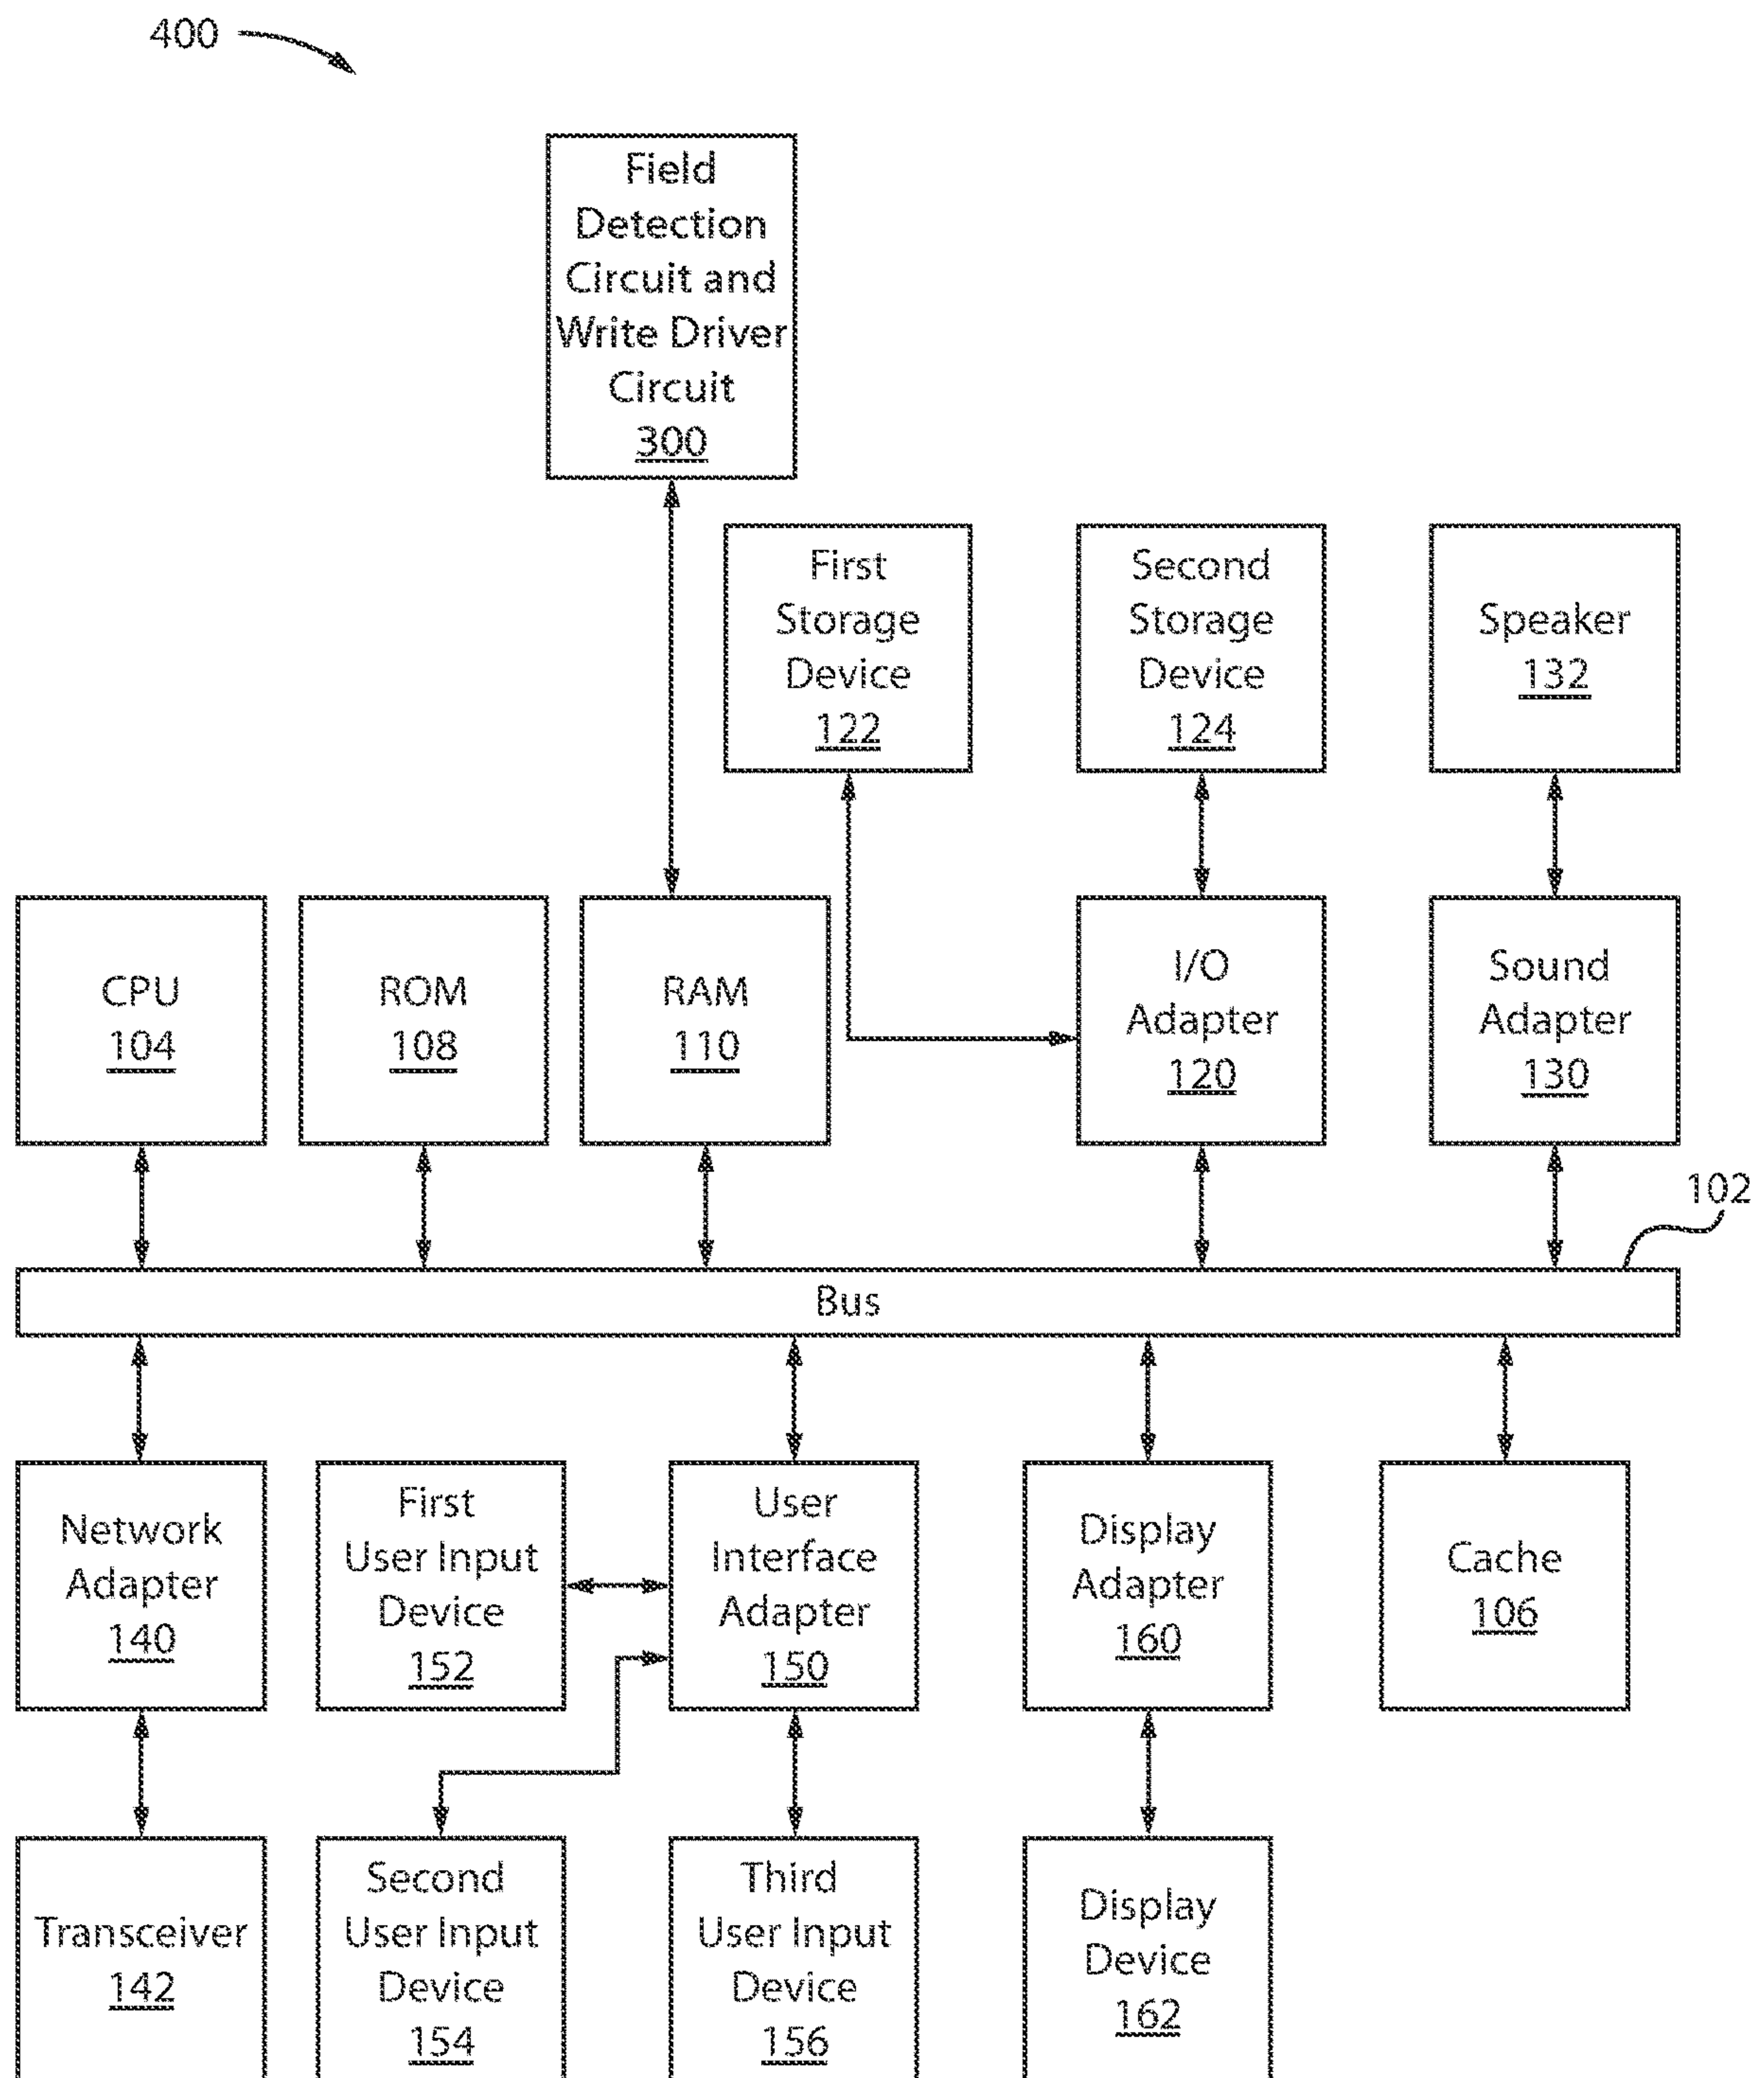 400
Field
Detection
Circuit and
Write Driver
Circuit
300
First
Storage
Device
122
Second
Storage
Device
124
Speaker
132
CPU
104
ROM
108
RAM
110
I/O
Adapter
120
Sound
Adapter
130
102
Bus
Network
Adapter
140
First
User Input
Device
152
User
Interface
Adapter
150
Display
Adapter
160
Cache
106
Transceiver
142
Second
User Input
Device
154
Third
User Input
Device
156
Display
Device
162